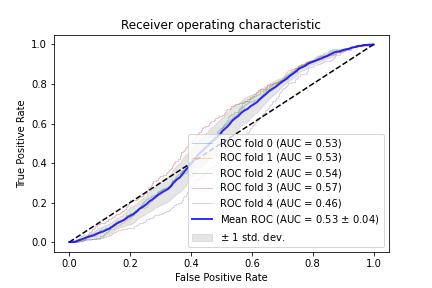 Receiver operating characteristic
True Positive Rate
1.0
0.8
0.6
0.4
0.2
0.0
ROC fold 0 (AUC = 0.53)
ROC fold 1 (AUC = 0.53)
ROC fold 2 (AUC = 0.54)
ROC fold 3 (AUC = 0.57)
ROC fold 4 (AUC = 0.46)
Mean ROC (AUC = 0.53 ± 0.04)
± 1 std. dev.
0.0 0.2 0.4 0.6 0.8 1.0
False Positive Rate